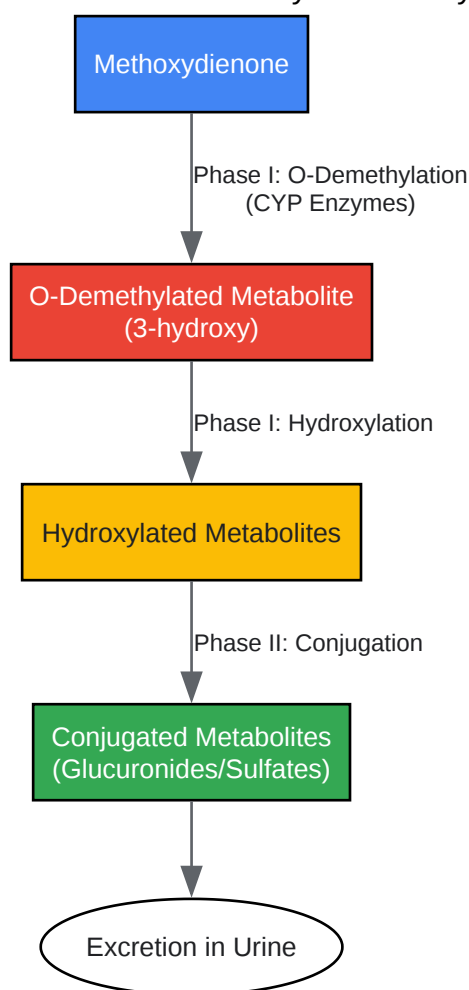 Methoxydienone
Phase I: O-Demethylation
(CYP Enzymes)
O-Demethylated Metabolite
(3-hydroxy)
Phase I: Hydroxylation
Hydroxylated Metabolites
Phase II: Conjugation
Conjugated Metabolites
(Glucuronides/Sulfates)
Excretion in Urine